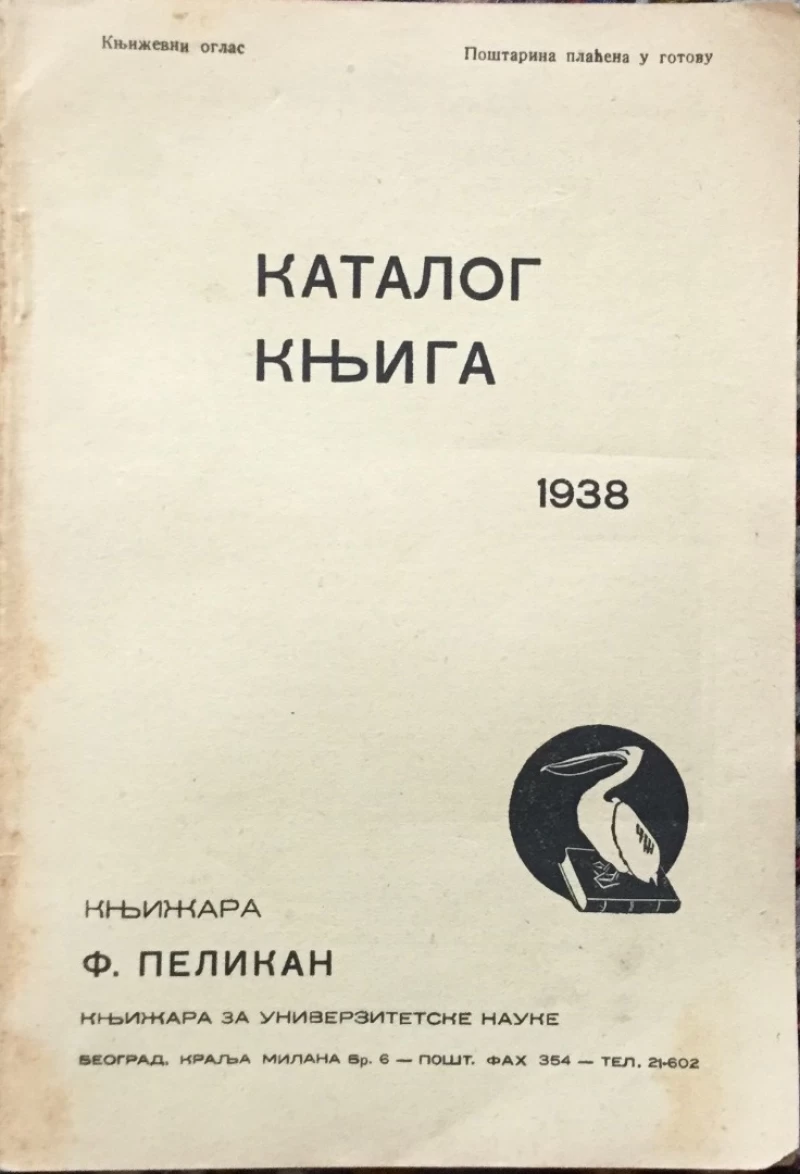 Књижевни оглас
Поштарина плаћена у готову
КАТАЛОГ
КЊИГА
1938
КЊИЖАРА
Ф. ПЕЛИКАН
КЊИЖАРА ЗА УНИВЕРЗИТЕТСКЕ НАУКЕ
БЕОГРАД, КРАЉА МИЛАНА Бр. 6 — ПОШТ. ФАХ 354 — ТЕЛ. 21-602